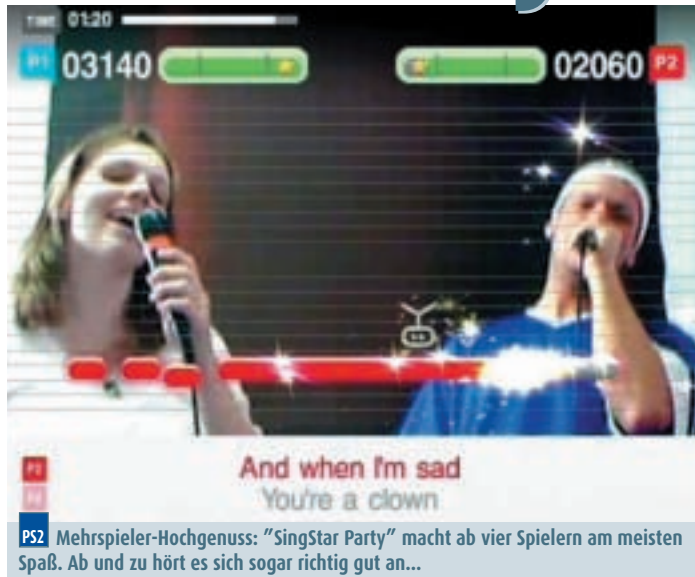 TIME 01:20
P1 03140 02060 P2
P2 And when I'm sad
You're a clown
PS2 Mehrspieler-Hochgenuss: "SingStar Party" macht ab vier Spielern am meisten
Spaß. Ab und zu hört es sich sogar richtig gut an...